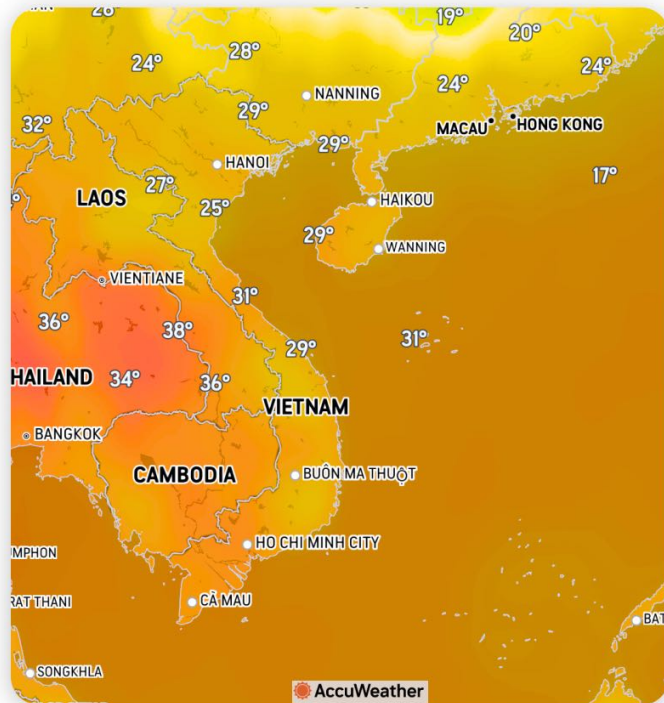 28°
19°
20°
28°
24°
24°
24°
NANNING
29°
32°
MACAU
HONG KONG
29°
HANOI
17°
27°
LAOS
25°
HAIKOU
29°
WANNING
VIENTIANE
31°
36°
38°
31°
29°
HAILAND
34°
36°
VIETNAM
BANGKOK
CAMBODIA
BUÔN MA THUỘT
HO CHI MINH CITY
UMPHON
CÀ MAU
RAT THANI
BAT
SONGKHLA
AccuWeather